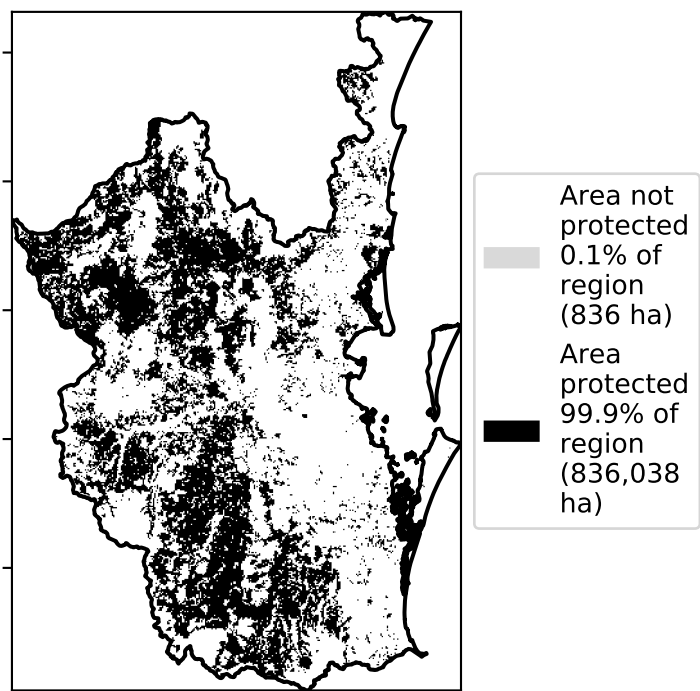 Area not
protected
0.1% of
region
(836 ha)
Area
protected
99.9% of
region
(836,038
ha)